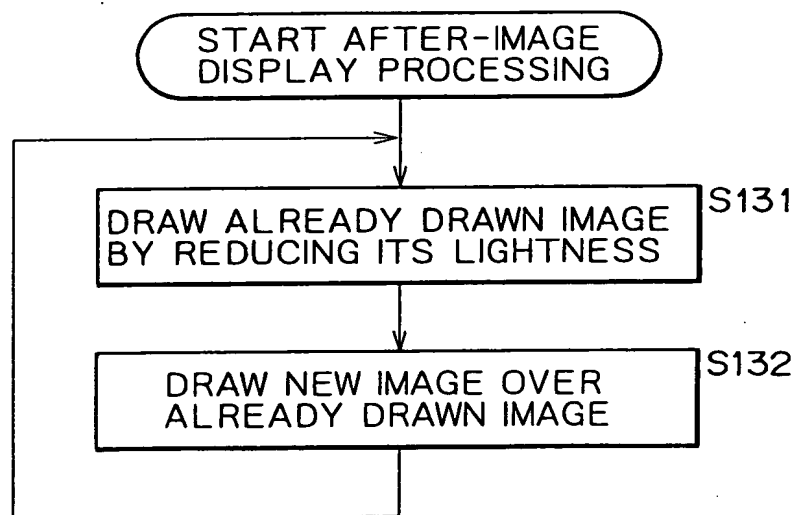 START AFTER-IMAGE
DISPLAY PROCESSING
S131
DRAW ALREADY DRAWN IMAGE
BY REDUCING ITS LIGHTNESS
S132
DRAW NEW IMAGE OVER
ALREADY DRAWN IMAGE